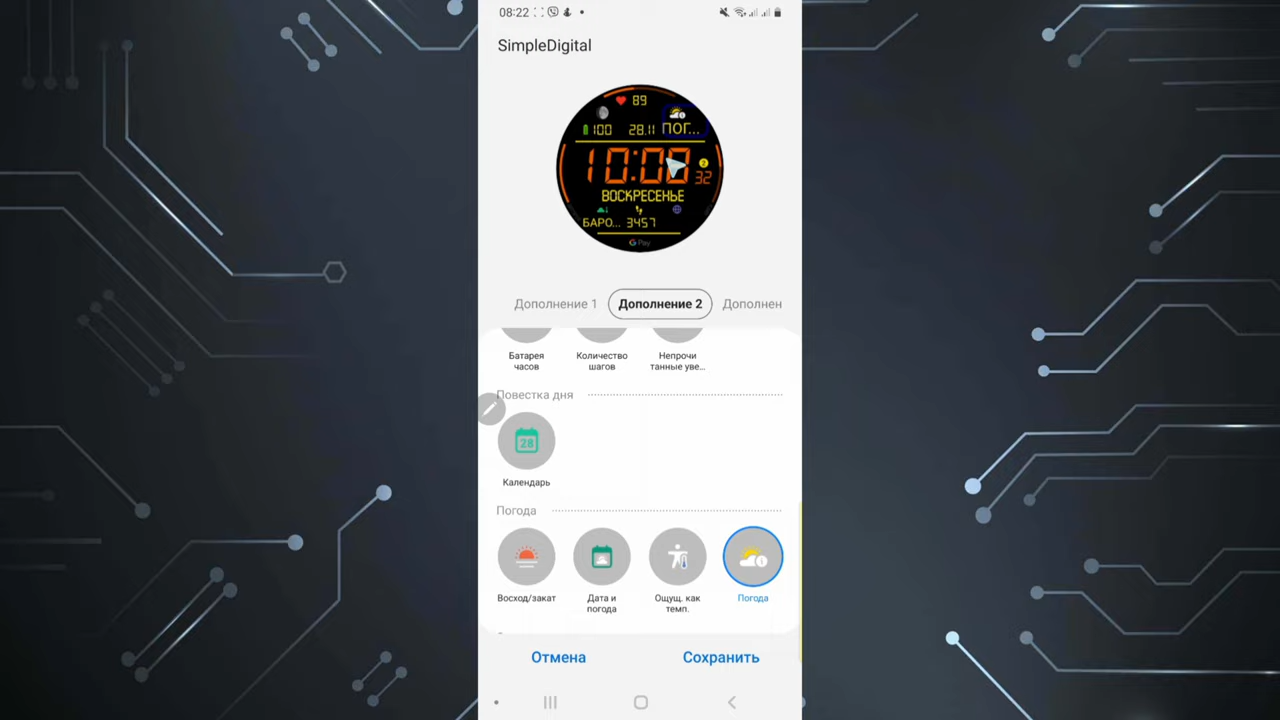 08:22
SimpleDigital
89
100 28.11 ПОГ...
10:08
2
32
ВОСКРЕСЕНЬЕ
БАРО... 3457
G Pay
Дополнение 1 Дополнение 2 Дополнен
Батарея часов
Количество шагов
Непрочи танные уве...
Повестка дня
28
Календарь
Погода
Восход/закат
Дата и погода
Ощущ. как темп.
Погода
Отмена Сохранить